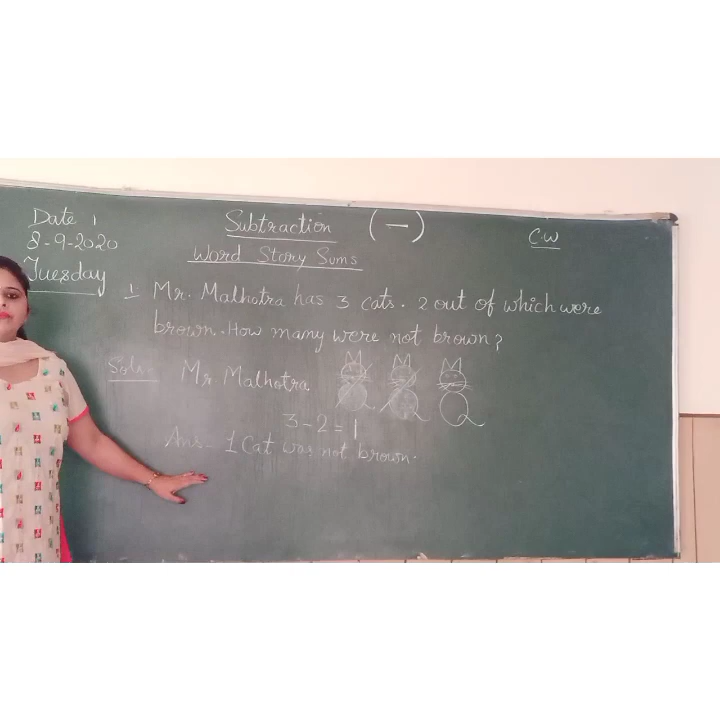 Date 1
8-9-2020
Tuesday
Subtraction (-)
C.W
Word Story Sums
1 Mr. Malhotra has 3 cats. 2 out of which were
brown. How many were not brown?
Soln-
Mr Malhotra
3-2=1
Ans- 1 Cat was not brown.